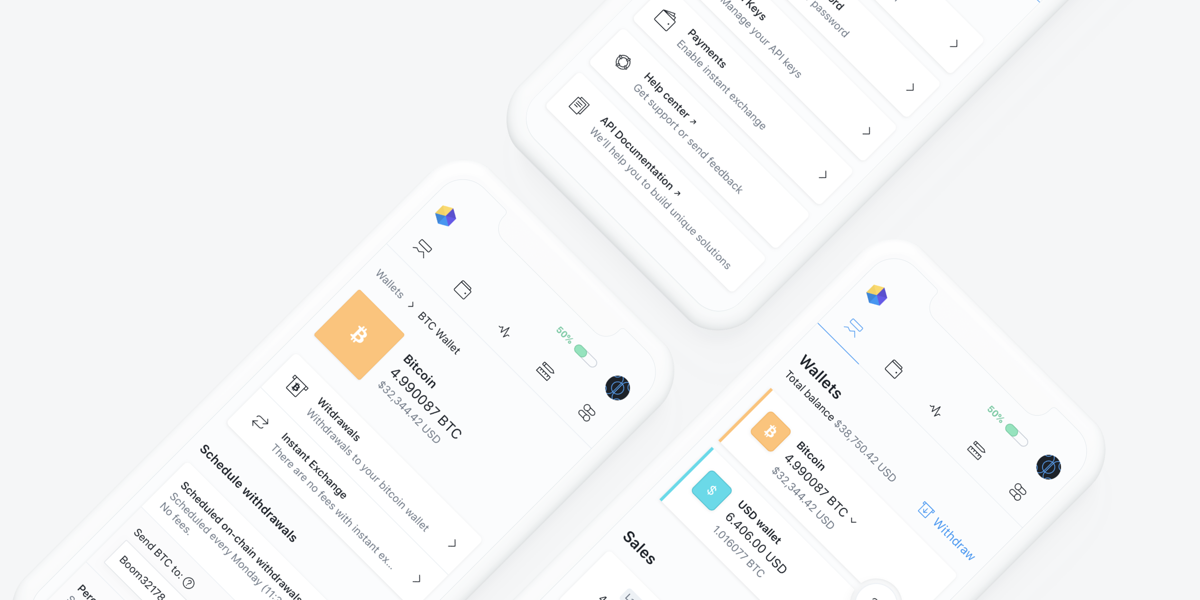 Keys
Manage your API keys
password
Payments
Enable instant exchange
Help center
Get support or send feedback
API Documentation
We'll help you to build unique solutions
50%
Wallets
BTC Wallet
Bitcoin
4.990087 BTC
$32,344.42 USD
Witdrawals
Withdrawals to your bitcoin wallet
Instant Exchange
There are no fees with instant ex...
Schedule withdrawals
Scheduled on-chain withdrawals
Scheduled every Monday (11:
No fees.
Send BTC to:
Boom32178
50%
Wallets
Total balance $38,750.42 USD
Bitcoin
4.990087 BTC
$32,344.42 USD
USD wallet
6,406.00 USD
1.016077 BTC
Withdraw
Sales